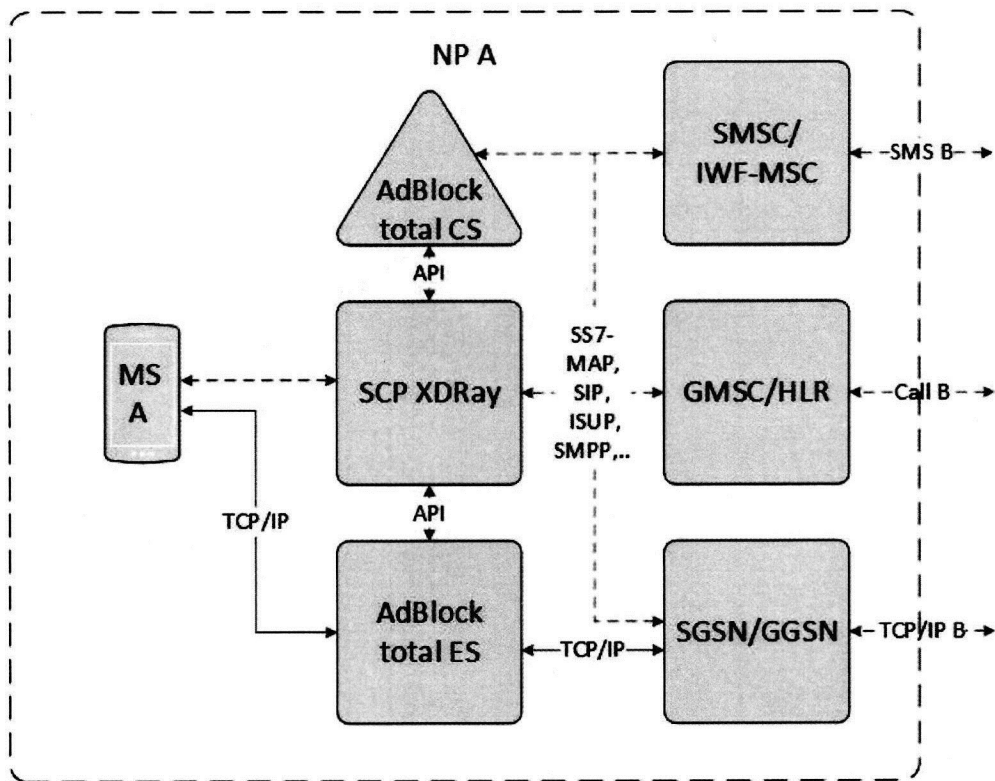 NP A
AdBlock
total CS
SMSC/
IWF-MSC
SMS B
API
MS
A
SCP XDRay
SS7-
MAP,
SIP,
ISUP,
SMPP,..
GMSC/HLR
Call B
TCP/IP
API
AdBlock
total ES
TCP/IP
SGSN/GGSN
TCP/IP B